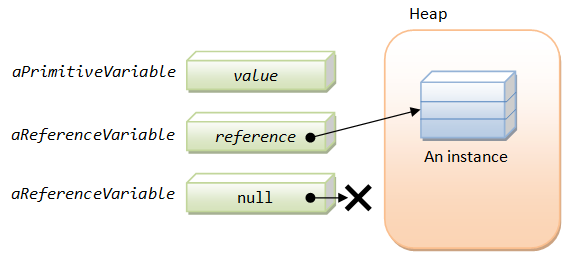 Heap
aPrimitiveVariable
value
aReferenceVariable
reference
An instance
aReferenceVariable
null